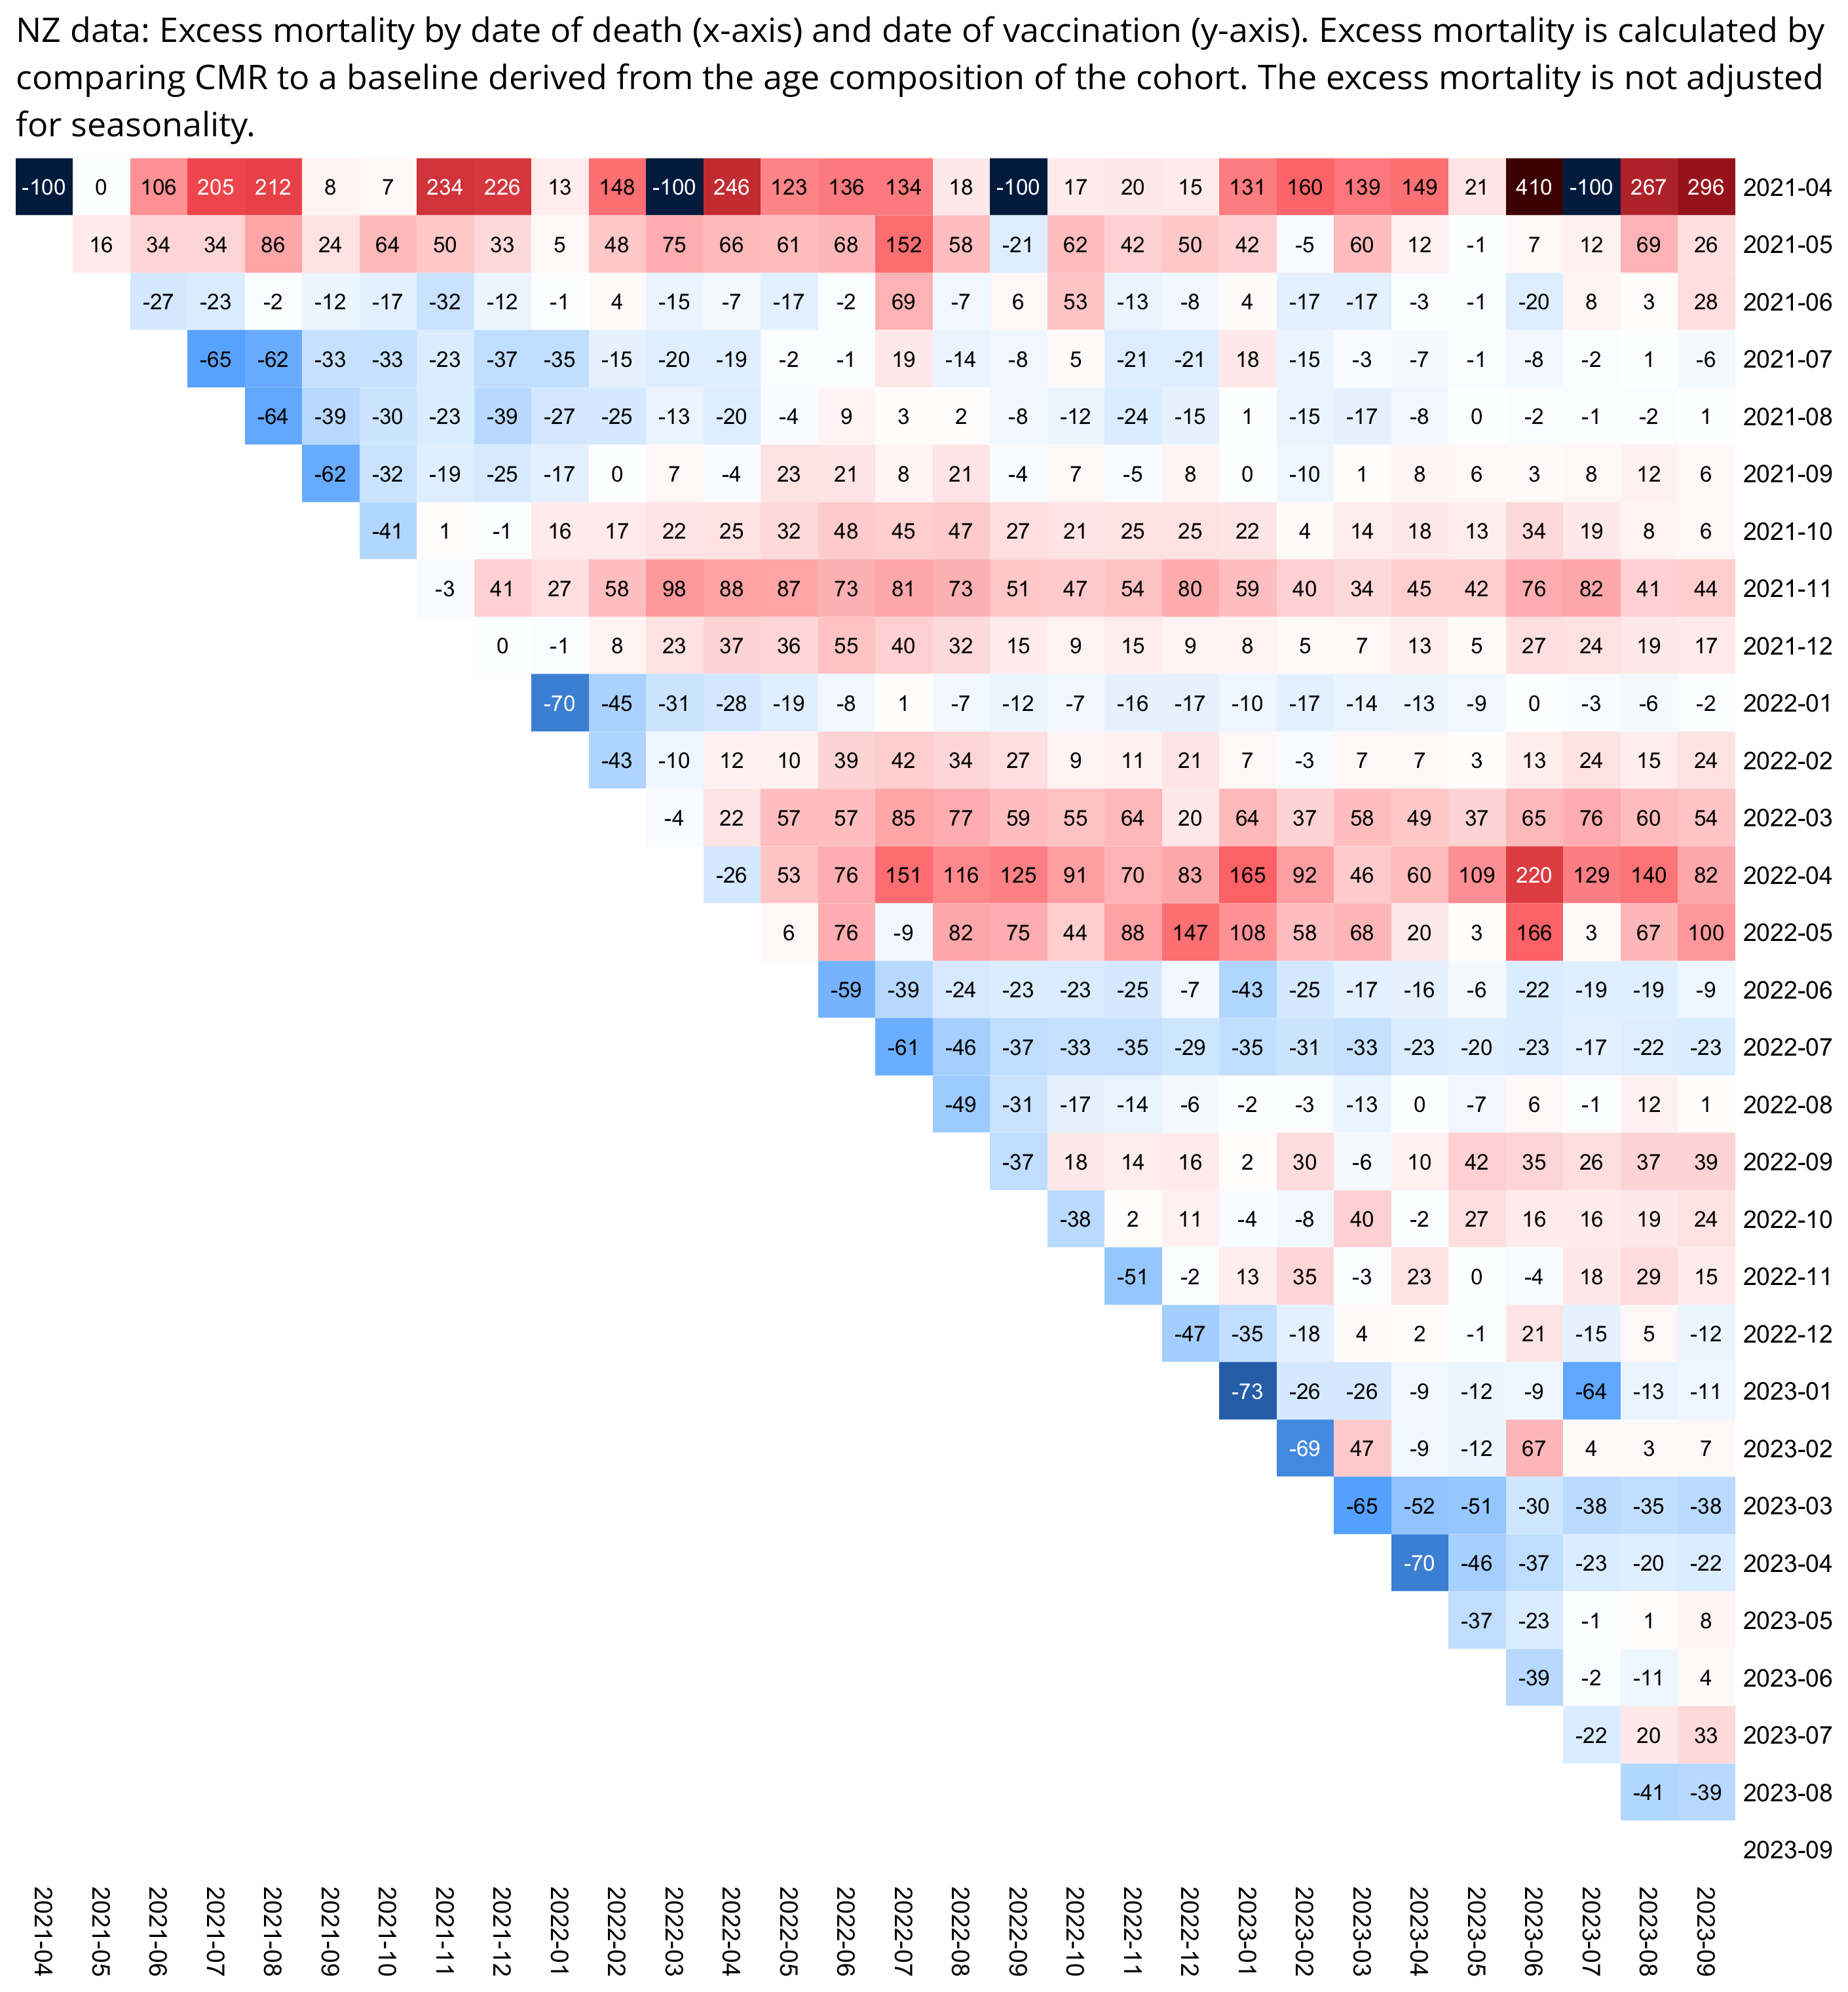 NZ data: Excess mortality by date of death (x-axis) and date of vaccination (y-axis). Excess mortality is calculated by
comparing CMR to a baseline derived from the age composition of the cohort. The excess mortality is not adjusted
for seasonality.
-100 0 106 205 212 8 7 234 226 13 148 -100 246 123 136 134 18 -100 17 20 15 131 160 139 149 21 410 -100 267 296 2021-04
16 34 34 86 24 64 50 33 5 48 75 66 61 68 152 58 -21 62 42 50 42 -5 60 12 -1 7 12 69 26 2021-05
-27 -23 -2 -12 -17 -32 -12 -1 4 -15 -7 -17 -2 69 -7 6 53 -13 -8 4 -17 -17 -3 -1 -20 8 3 28 2021-06
-65 -62 -33 -33 -23 -37 -35 -15 -20 -19 -2 -1 19 -14 -8 5 -21 -21 18 -15 -3 -7 -1 -8 -2 1 -6 2021-07
-64 -39 -30 -23 -39 -27 -25 -13 -20 -4 9 3 2 -8 -12 -24 -15 1 -15 -17 -8 0 -2 -1 -2 1 2021-08
-62 -32 -19 -25 -17 0 7 -4 23 21 8 21 -4 7 -5 8 0 -10 1 8 6 3 8 12 6 2021-09
-41 1 -1 16 17 22 25 32 48 45 47 27 21 25 25 22 4 14 18 13 34 19 8 6 2021-10
-3 41 27 58 98 88 87 73 81 73 51 47 54 80 59 40 34 45 42 76 82 41 44 2021-11
0 -1 8 23 37 36 55 40 32 15 9 15 9 8 5 7 13 5 27 24 19 17 2021-12
-70 -45 -31 -28 -19 -8 1 -7 -12 -7 -16 -17 -10 -17 -14 -13 -9 0 -3 -6 -2 2022-01
-43 -10 12 10 39 42 34 27 9 11 21 7 -3 7 7 3 13 24 15 24 2022-02
-4 22 57 57 85 77 59 55 64 20 64 37 58 49 37 65 76 60 54 2022-03
-26 53 76 151 116 125 91 70 83 165 92 46 60 109 220 129 140 82 2022-04
6 76 -9 82 75 44 88 147 108 58 68 20 3 166 3 67 100 2022-05
-59 -39 -24 -23 -23 -25 -7 -43 -25 -17 -16 -6 -22 -19 -19 -9 2022-06
-61 -46 -37 -33 -35 -29 -35 -31 -33 -23 -20 -23 -17 -22 -23 2022-07
-49 -31 -17 -14 -6 -2 -3 -13 0 -7 6 -1 12 1 2022-08
-37 18 14 16 2 30 -6 10 42 35 26 37 39 2022-09
-38 2 11 -4 -8 40 -2 27 16 16 19 24 2022-10
-51 -2 13 35 -3 23 0 -4 18 29 15 2022-11
-47 -35 -18 4 2 -1 21 -15 5 -12 2022-12
-73 -26 -26 -9 -12 -9 -64 -13 -11 2023-01
-69 47 -9 -12 67 4 3 7 2023-02
-65 -52 -51 -30 -38 -35 -38 2023-03
-70 -46 -37 -23 -20 -22 2023-04
-37 -23 -1 1 8 2023-05
-39 -2 -11 4 2023-06
-22 20 33 2023-07
-41 -39 2023-08
2023-09
2021-04 2021-05 2021-06 2021-07 2021-08 2021-09 2021-10 2021-11 2021-12 2022-01 2022-02 2022-03 2022-04 2022-05 2022-06 2022-07 2022-08 2022-09 2022-10 2022-11 2022-12 2023-01 2023-02 2023-03 2023-04 2023-05 2023-06 2023-07 2023-08 2023-09